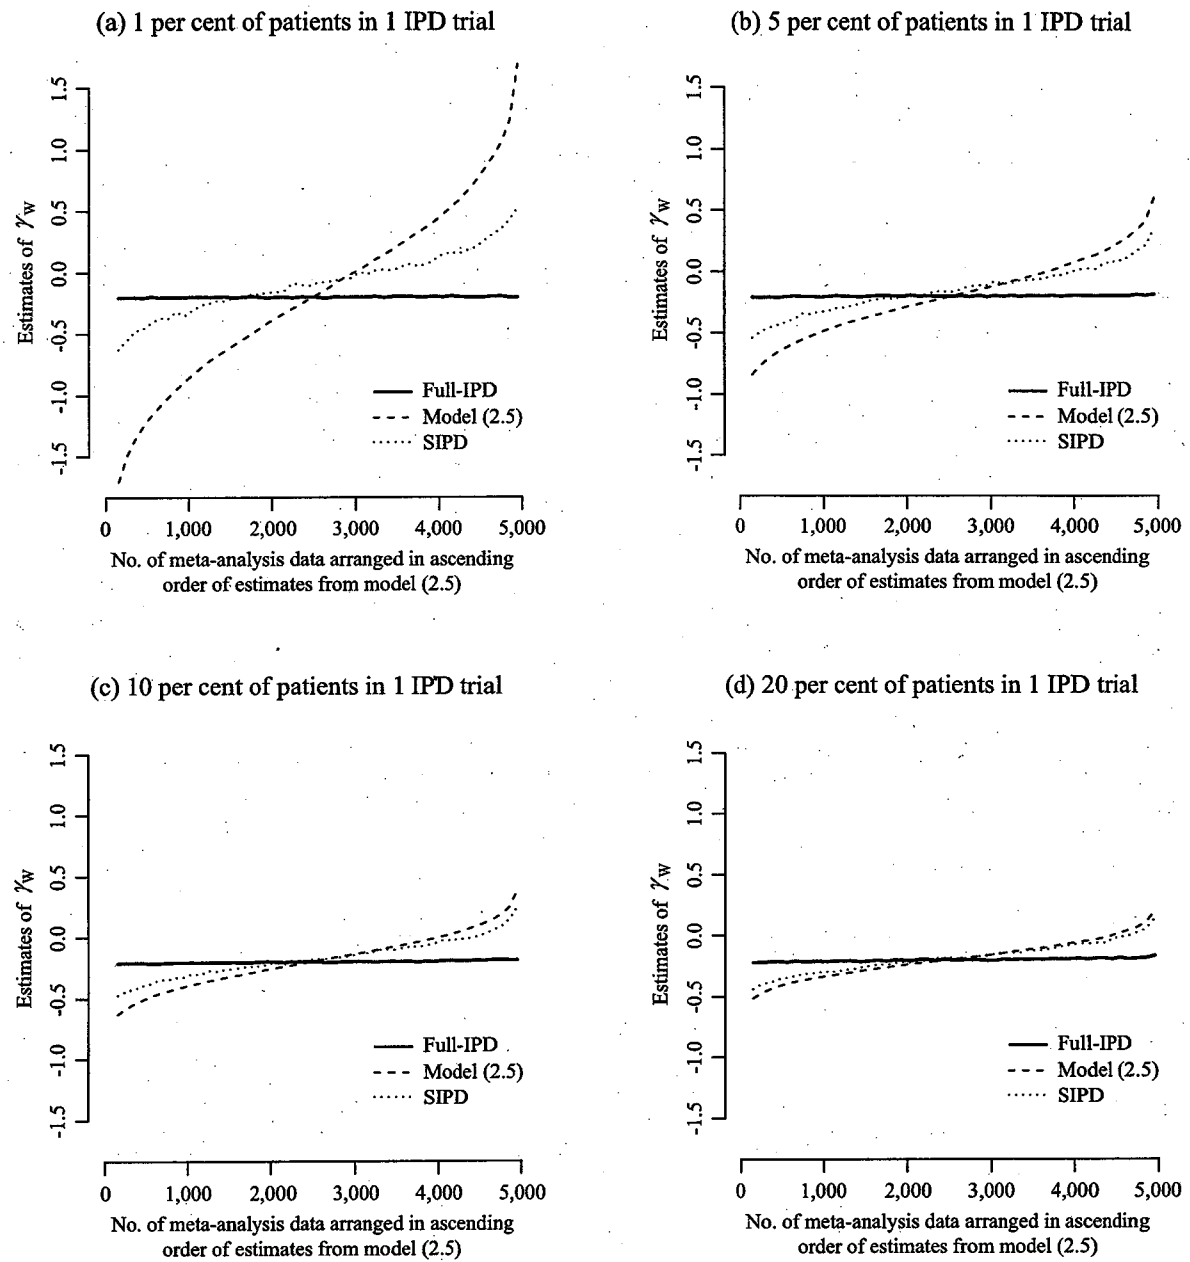 (a) 1 per cent of patients in 1 IPD trial
1.5
1.0
0.5
0.0
-0.5
-1.0
-1.5
Estimates of γW
Full-IPD
Model (2.5)
SIPD
0 1,000 2,000 3,000 4,000 5,000
No. of meta-analysis data arranged in ascending
order of estimates from model (2.5)
(b) 5 per cent of patients in 1 IPD trial
1.5
1.0
0.5
0.0
-0.5
-1.0
-1.5
Estimates of γW
Full-IPD
Model (2.5)
SIPD
0 1,000 2,000 3,000 4,000 5,000
No. of meta-analysis data arranged in ascending
order of estimates from model (2.5)
(c) 10 per cent of patients in 1 IPD trial
1.5
1.0
0.5
0.0
-0.5
-1.0
-1.5
Estimates of γW
Full-IPD
Model (2.5)
SIPD
0 1,000 2,000 3,000 4,000 5,000
No. of meta-analysis data arranged in ascending
order of estimates from model (2.5)
(d) 20 per cent of patients in 1 IPD trial
1.5
1.0
0.5
0.0
-0.5
-1.0
-1.5
Estimates of γW
Full-IPD
Model (2.5)
SIPD
0 1,000 2,000 3,000 4,000 5,000
No. of meta-analysis data arranged in ascending
order of estimates from model (2.5)